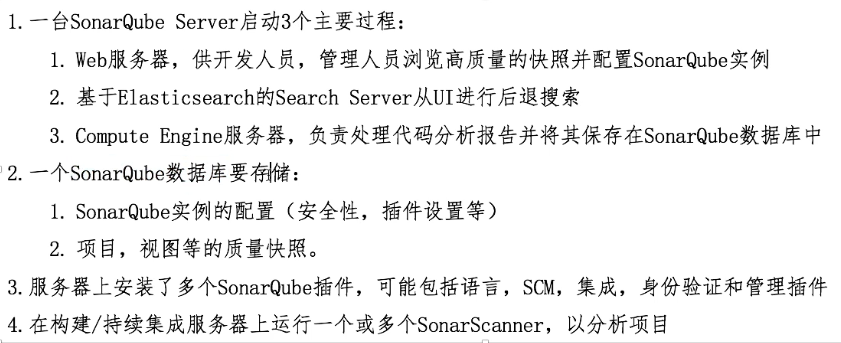 1.一台SonarQube Server启动3个主要过程：
1. Web服务器，供开发人员，管理人员浏览高质量的快照并配置SonarQube实例
2. 基于Elasticsearch的Search Server从UI进行后退搜索
3. Compute Engine服务器，负责处理代码分析报告并将其保存在SonarQube数据库中
2.一个SonarQube数据库要存储：
1. SonarQube实例的配置（安全性，插件设置等）
2. 项目，视图等的质量快照。
3.服务器上安装了多个SonarQube插件，可能包括语言，SCM，集成，身份验证和管理插件
4.在构建/持续集成服务器上运行一个或多个SonarScanner，以分析项目